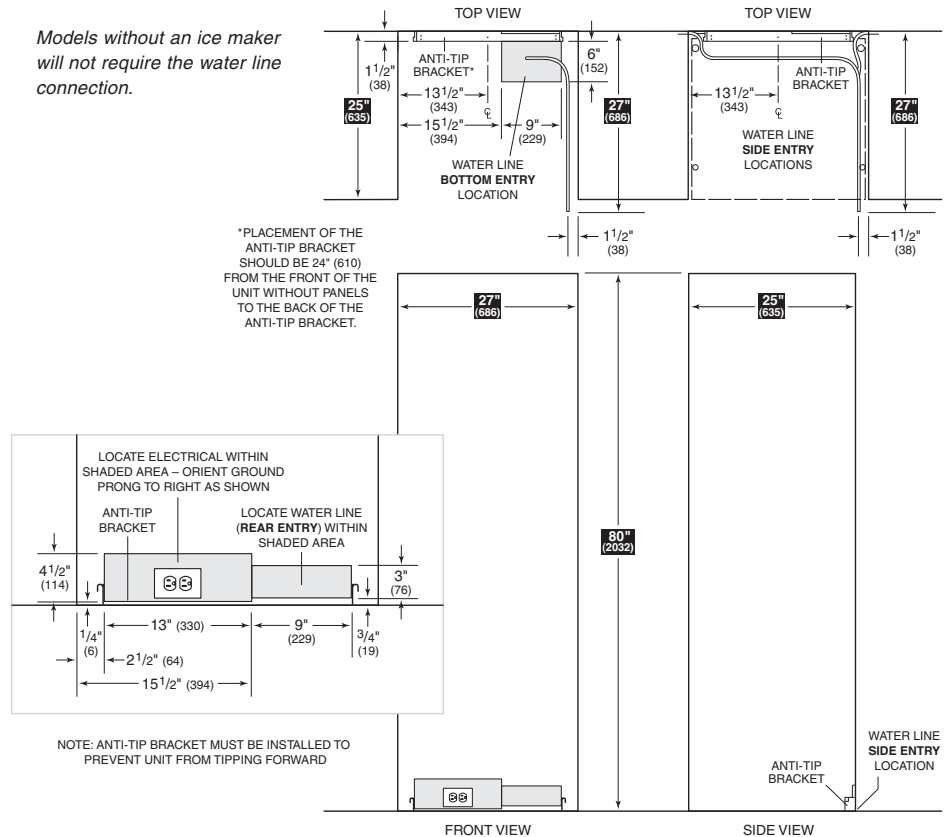 Models without an ice maker
will not require the water line
connection.
TOP VIEW
1 1/2"
(38)
ANTI-TIP
BRACKET*
6"
(152)
13 1/2"
(343)
℄
25"
(635)
15 1/2"
(394)
9"
(229)
27"
(686)
WATER LINE
BOTTOM ENTRY
LOCATION
1 1/2"
(38)
TOP VIEW
ANTI-TIP
BRACKET
13 1/2"
(343)
℄
27"
(686)
WATER LINE
SIDE ENTRY
LOCATIONS
1 1/2"
(38)
*PLACEMENT OF THE
ANTI-TIP BRACKET
SHOULD BE 24" (610)
FROM THE FRONT OF THE
UNIT WITHOUT PANELS
TO THE BACK OF THE
ANTI-TIP BRACKET.
27"
(686)
25"
(635)
80"
(2032)
LOCATE ELECTRICAL WITHIN
SHADED AREA – ORIENT GROUND
PRONG TO RIGHT AS SHOWN
ANTI-TIP
BRACKET
LOCATE WATER LINE
(REAR ENTRY) WITHIN
SHADED AREA
4 1/2"
(114)
3"
(76)
1/4"
(6)
13" (330)
9"
(229)
3/4"
(19)
2 1/2" (64)
15 1/2" (394)
NOTE: ANTI-TIP BRACKET MUST BE INSTALLED TO
PREVENT UNIT FROM TIPPING FORWARD
ANTI-TIP
BRACKET
WATER LINE
SIDE ENTRY
LOCATION
FRONT VIEW
SIDE VIEW